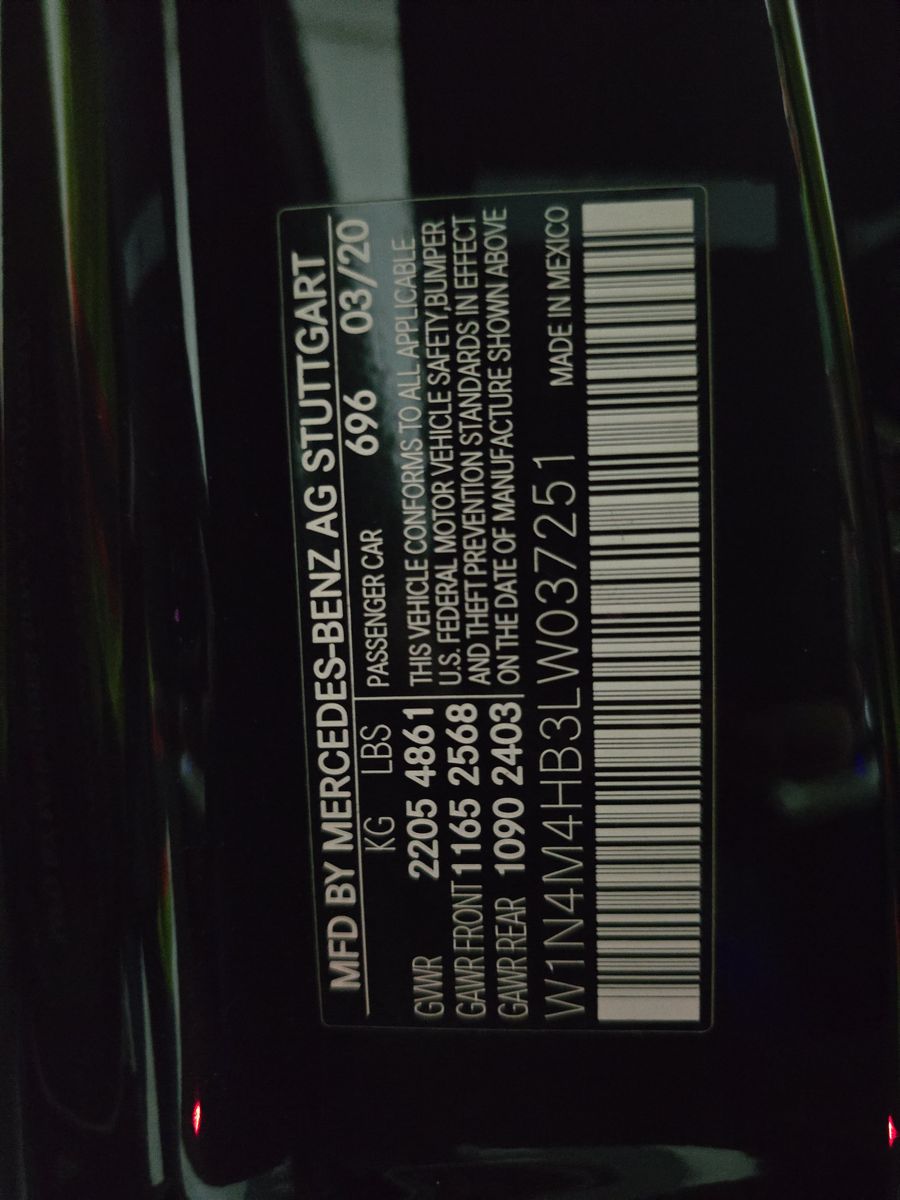 MFD BY MERCEDES-BENZ AG STUTTGART
KG LBS PASSENGER CAR 696 03/20
GVWR 2205 4861
GAWR FRONT 1165 2568
GAWR REAR 1090 2403
THIS VEHICLE CONFORMS TO ALL APPLICABLE
U.S. FEDERAL MOTOR VEHICLE SAFETY,BUMPER
AND THEFT PREVENTION STANDARDS IN EFFECT
ON THE DATE OF MANUFACTURE SHOWN ABOVE
W1N4M4HB3LW037251 MADE IN MEXICO